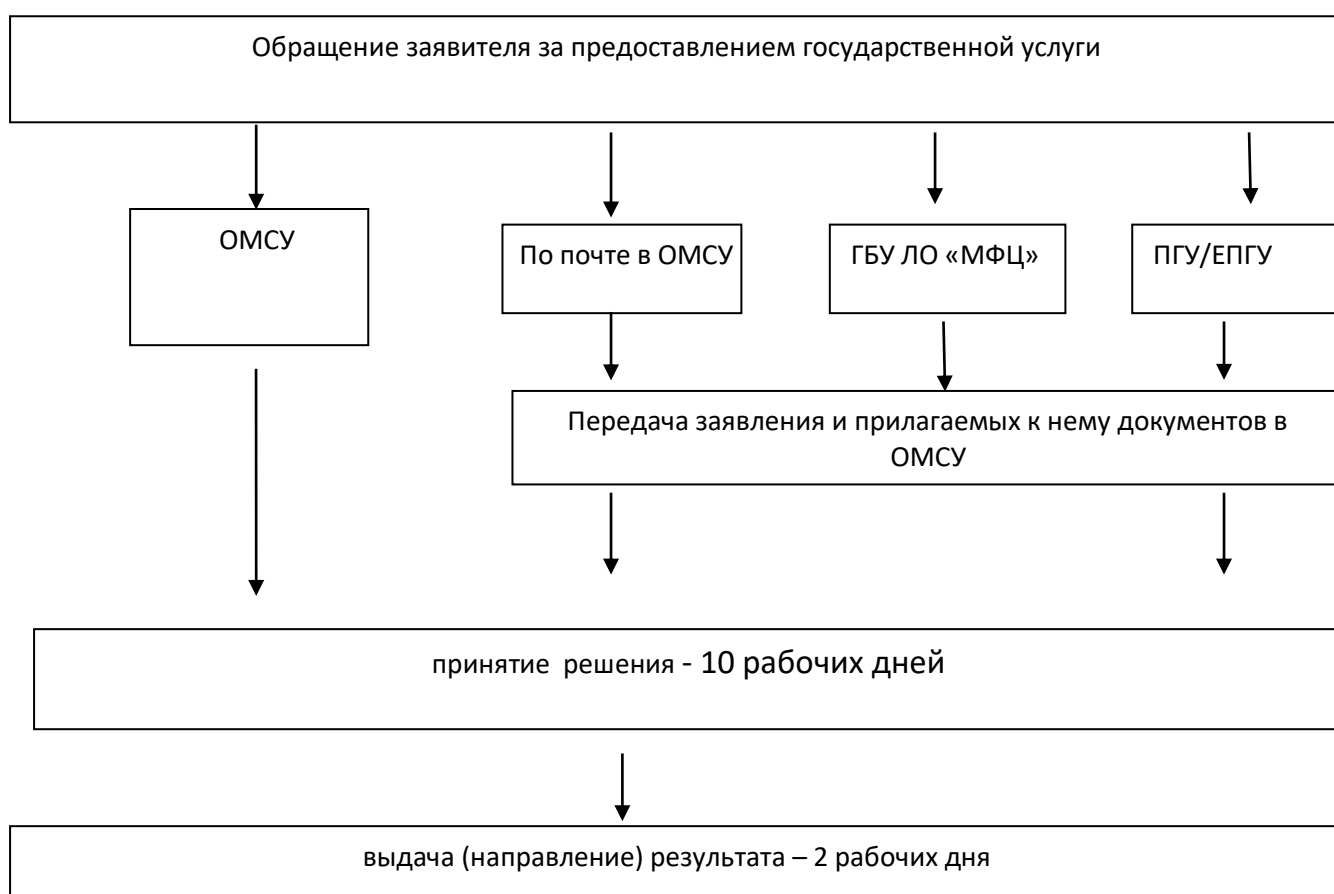 Обращение заявителя за предоставлением государственной услуги
ОМСУ
По почте в ОМСУ
ГБУ ЛО «МФЦ»
ПГУ/ЕПГУ
Передача заявления и прилагаемых к нему документов в
ОМСУ
принятие решения - 10 рабочих дней
выдача (направление) результата – 2 рабочих дня